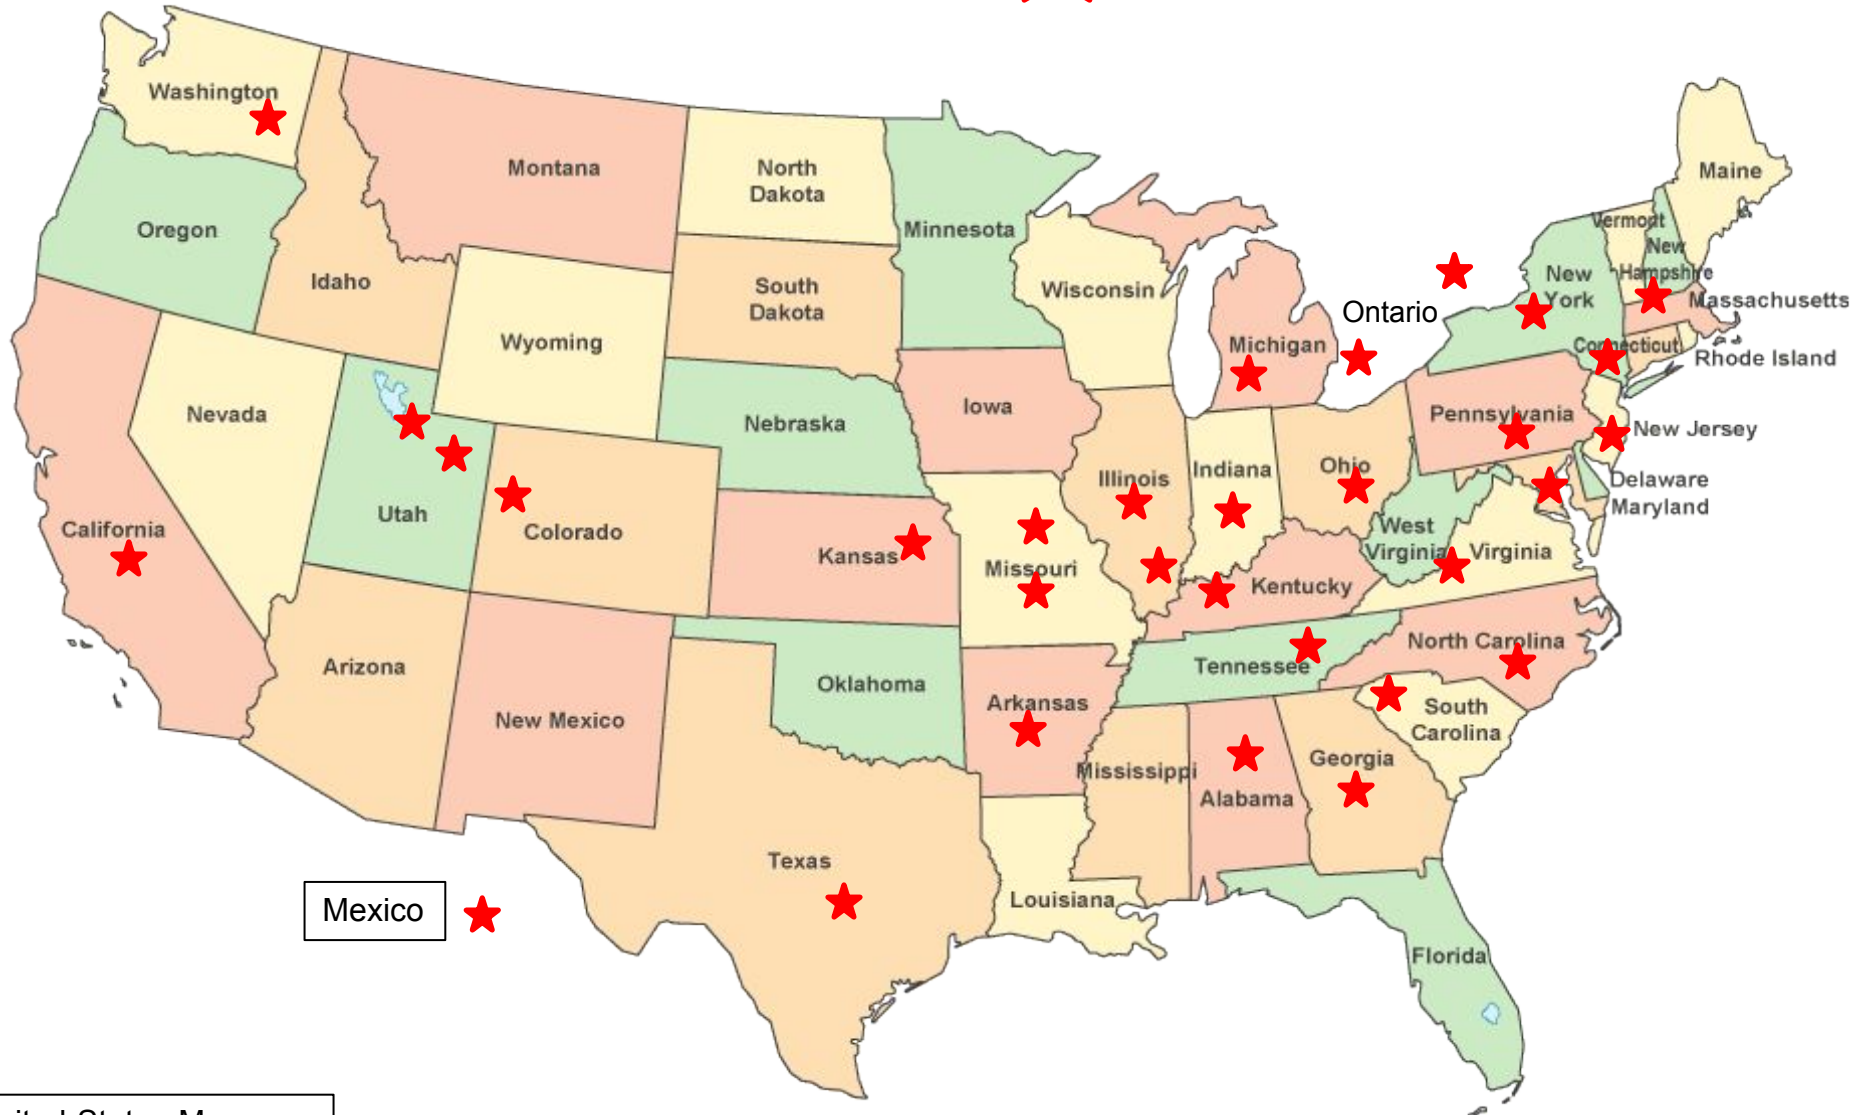 Washington
Montana
North
Dakota
Minnesota
Maine
Oregon
Idaho
Vermont
New
Hampshire
Wisconsin
South
Dakota
New
York
Massachusetts
Ontario
Wyoming
Michigan
Connecticut
Rhode Island
Nevada
Iowa
Nebraska
Pennsylvania
New Jersey
Illinois
Indiana
Ohio
Delaware
Maryland
Utah
California
Colorado
Kansas
Missouri
West
Virginia
Virginia
Kentucky
Arizona
New Mexico
Oklahoma
Arkansas
Tennessee
North Carolina
South
Carolina
Mississippi
Alabama
Georgia
Texas
Louisiana
Mexico
Florida